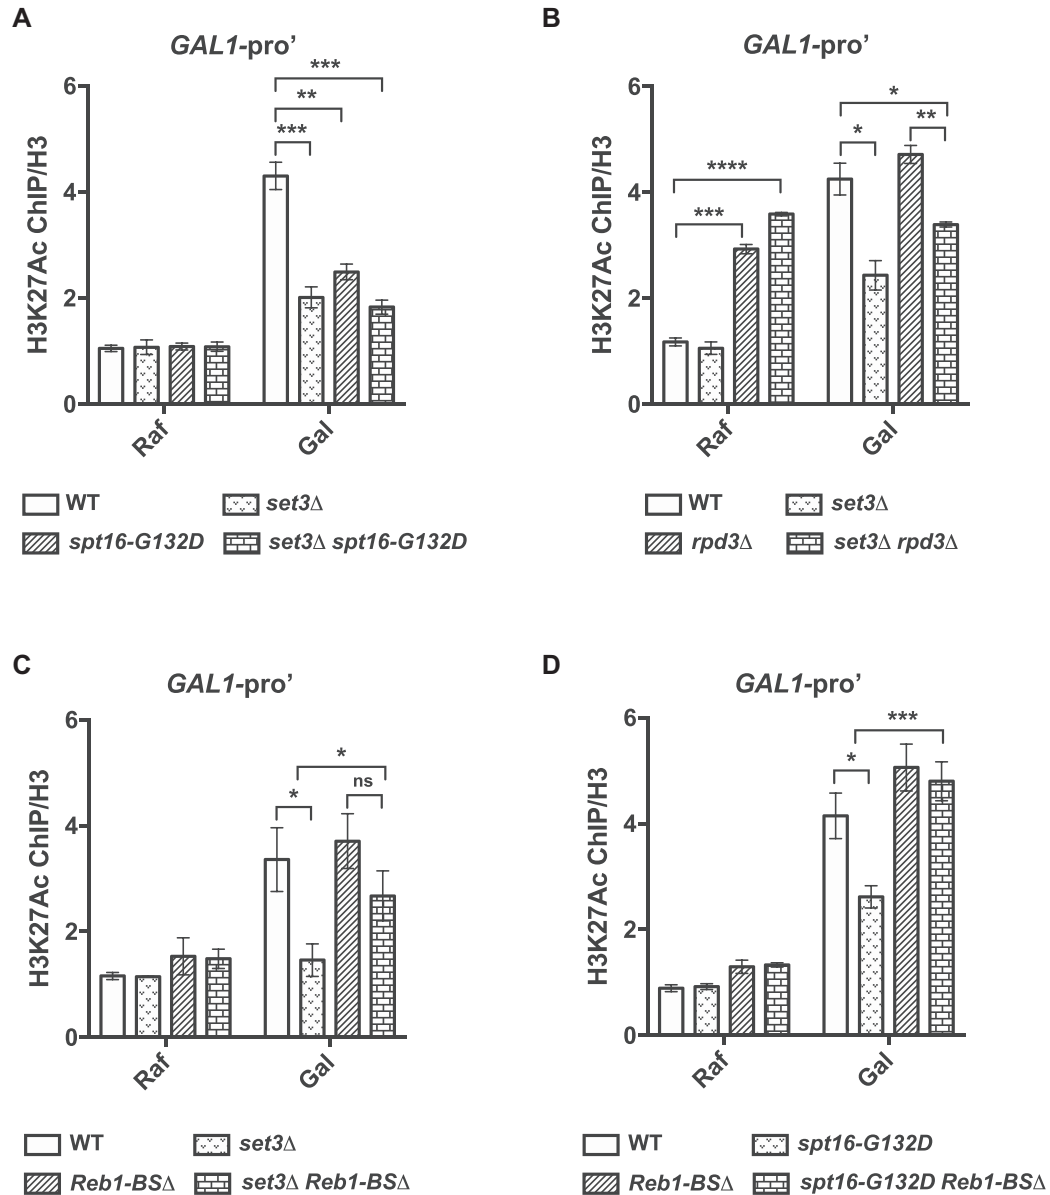 A
GAL1-pro’
H3K27Ac ChIP/H3
6
4
2
0
***
**
***
Raf
Gal
WT
set3Δ
spt16-G132D
set3Δ spt16-G132D
B
GAL1-pro’
H3K27Ac ChIP/H3
6
4
2
0
****
***
*
*
**
Raf
Gal
WT
set3Δ
rpd3Δ
set3Δ rpd3Δ
C
GAL1-pro’
H3K27Ac ChIP/H3
6
4
2
0
*
ns
*
Raf
Gal
WT
set3Δ
Reb1-BSΔ
set3Δ Reb1-BSΔ
D
GAL1-pro’
H3K27Ac ChIP/H3
6
4
2
0
***
*
Raf
Gal
WT
spt16-G132D
Reb1-BSΔ
spt16-G132D Reb1-BSΔ